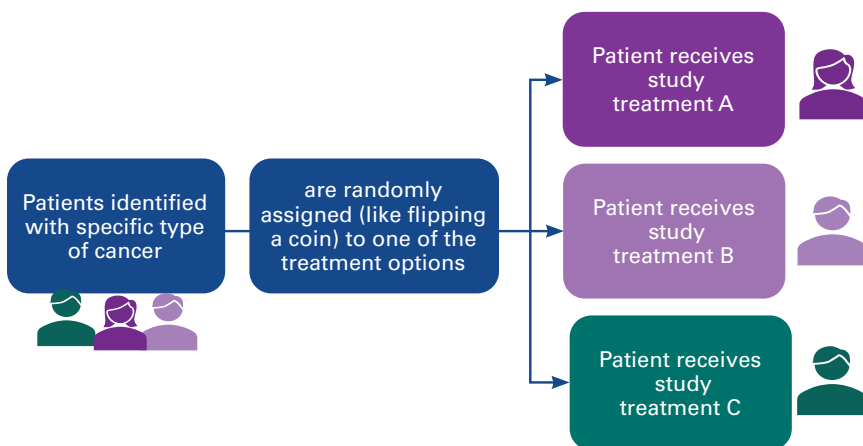 Patients identified
with specific type
of cancer
are randomly
assigned (like flipping
a coin) to one of the
treatment options
Patient receives
study
treatment A
Patient receives
study
treatment B
Patient receives
study
treatment C